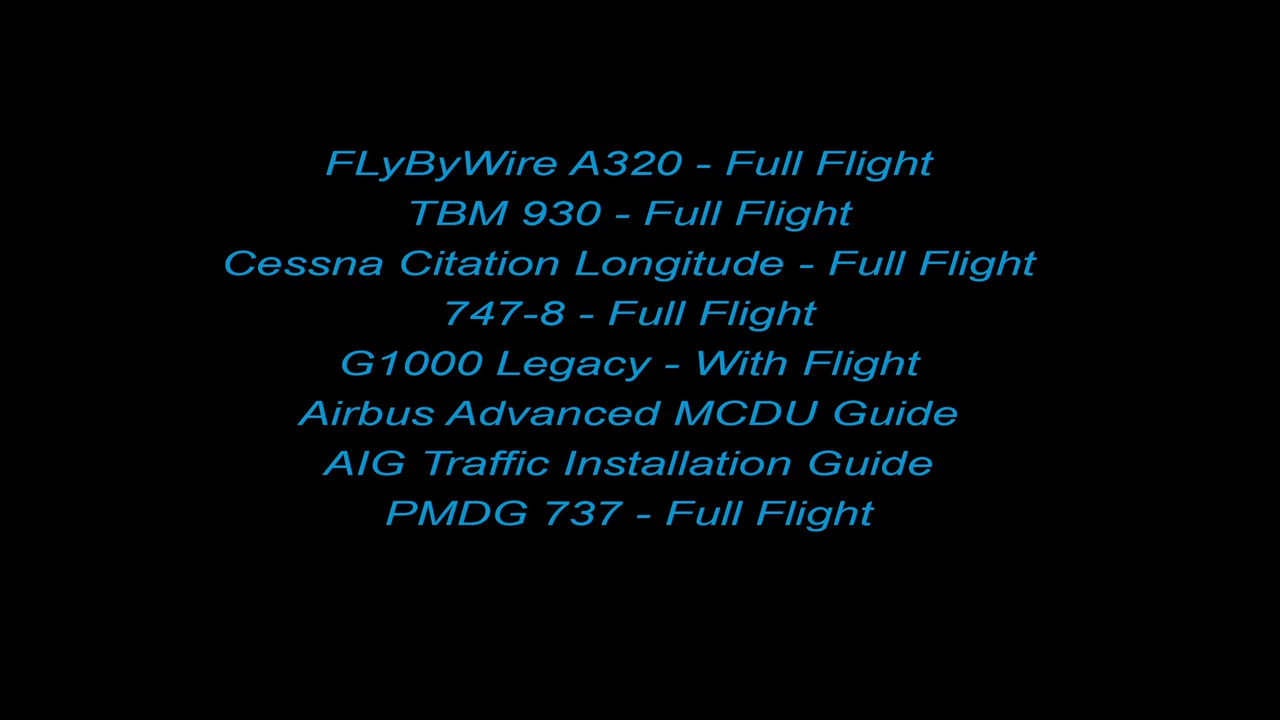 FLyByWire A320 - Full Flight
TBM 930 - Full Flight
Cessna Citation Longitude - Full Flight
747-8 - Full Flight
G1000 Legacy - With Flight
Airbus Advanced MCDU Guide
AIG Traffic Installation Guide
PMDG 737 - Full Flight